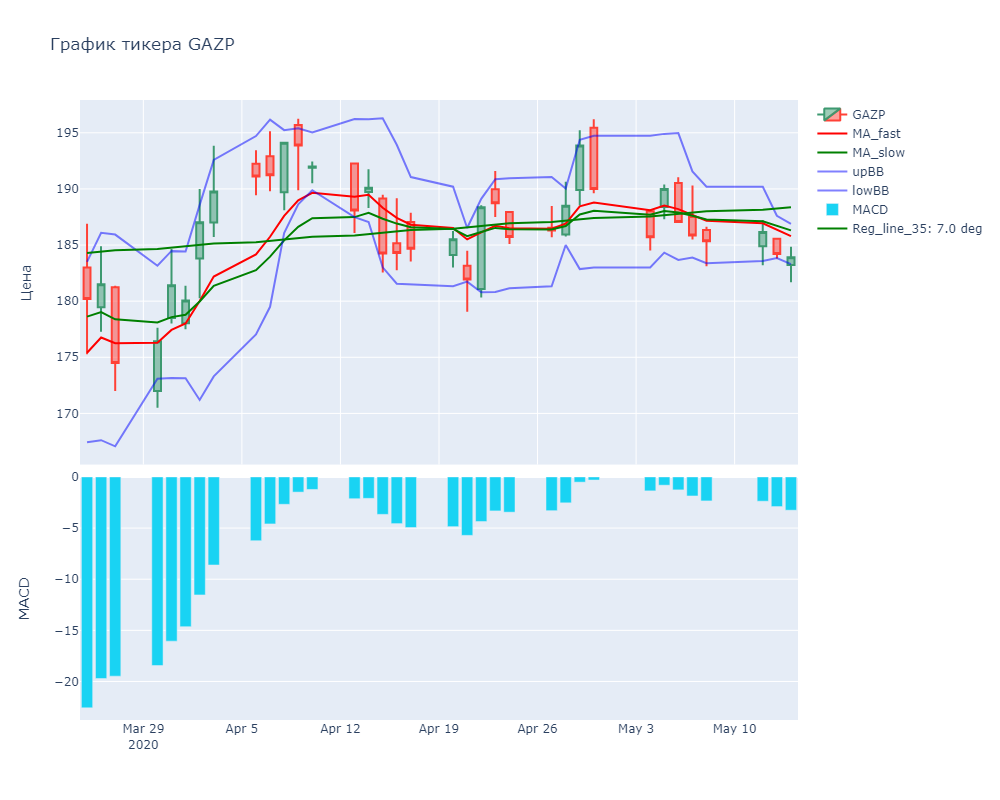 График тикера GAZP
GAZP
MA_fast
MA_slow
upBB
lowBB
MACD
Reg_line_35: 7.0 deg
Цена
195
190
185
180
175
170
MACD
0
−5
−10
−15
−20
Mar 29
2020
Apr 5
Apr 12
Apr 19
Apr 26
May 3
May 10